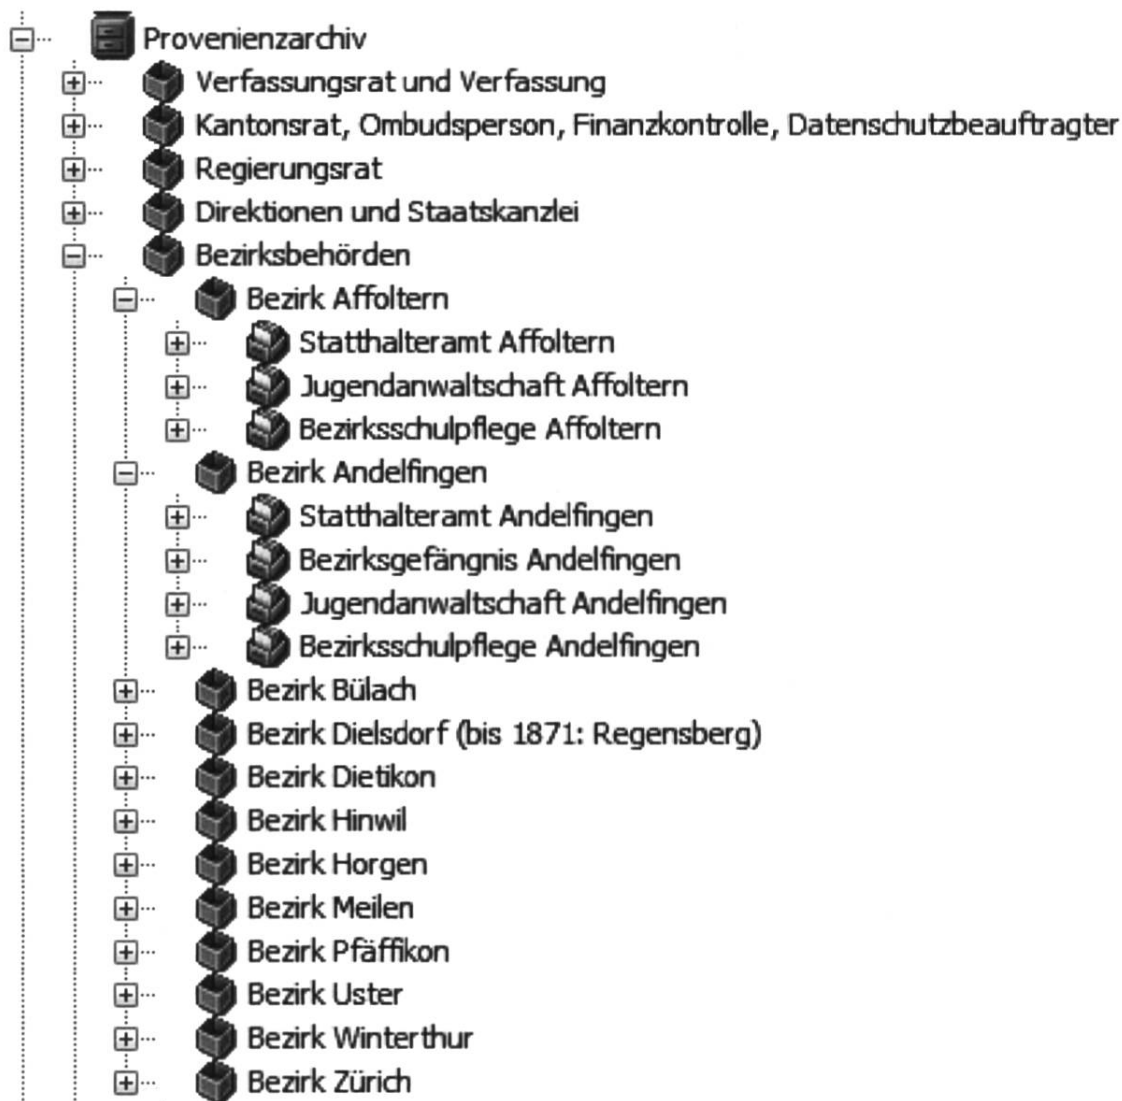 Provenienzarchiv
Verfassungsrat und Verfassung
Kantonsrat, Ombudsperson, Finanzkontrolle, Datenschutzbeauftragter
Regierungsrat
Direktionen und Staatskanzlei
Bezirksbehörden
Bezirk Affoltern
Statthalteramt Affoltern
Jugendanwaltschaft Affoltern
Bezirksschulpflege Affoltern
Bezirk Andelfingen
Statthalteramt Andelfingen
Bezirksgefängnis Andelfingen
Jugendanwaltschaft Andelfingen
Bezirksschulpflege Andelfingen
Bezirk Bülach
Bezirk Dielsdorf (bis 1871: Regensberg)
Bezirk Dietikon
Bezirk Hinwil
Bezirk Horgen
Bezirk Meilen
Bezirk Pfäffikon
Bezirk Uster
Bezirk Winterthur
Bezirk Zürich